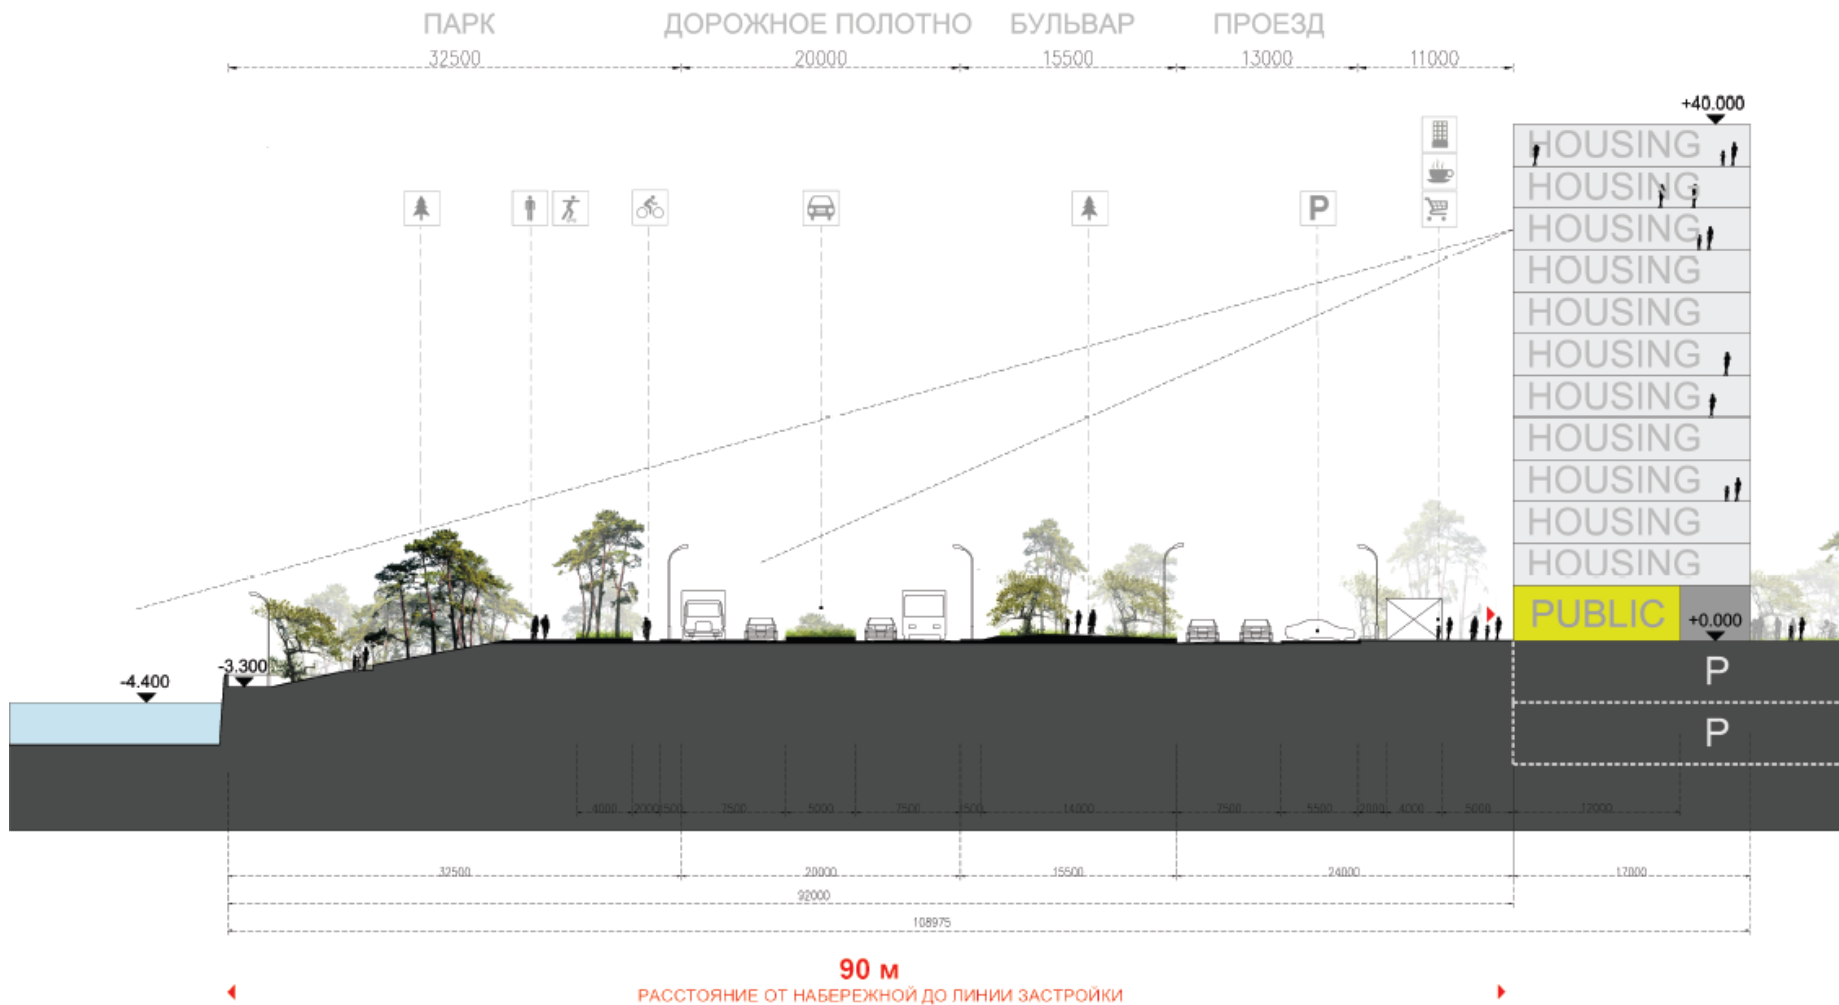 ПАРК ДОРОЖНОЕ ПОЛОТНО БУЛЬВАР ПРОЕЗД
32500 20000 15500 13000 11000
+40.000
HOUSING
HOUSING
P
HOUSING
HOUSING
HOUSING
HOUSING
HOUSING
HOUSING
HOUSING
HOUSING
HOUSING
PUBLIC +0.000
-3.300 P
-4.400
P
4000 2000 1500 7500 5000 7500 1500 14000 7500 5500 2000 4000 5000 12000
32500 20000 15500 24000 17000
92000
108975
90 м
РАССТОЯНИЕ ОТ НАБЕРЕЖНОЙ ДО ЛИНИИ ЗАСТРОЙКИ